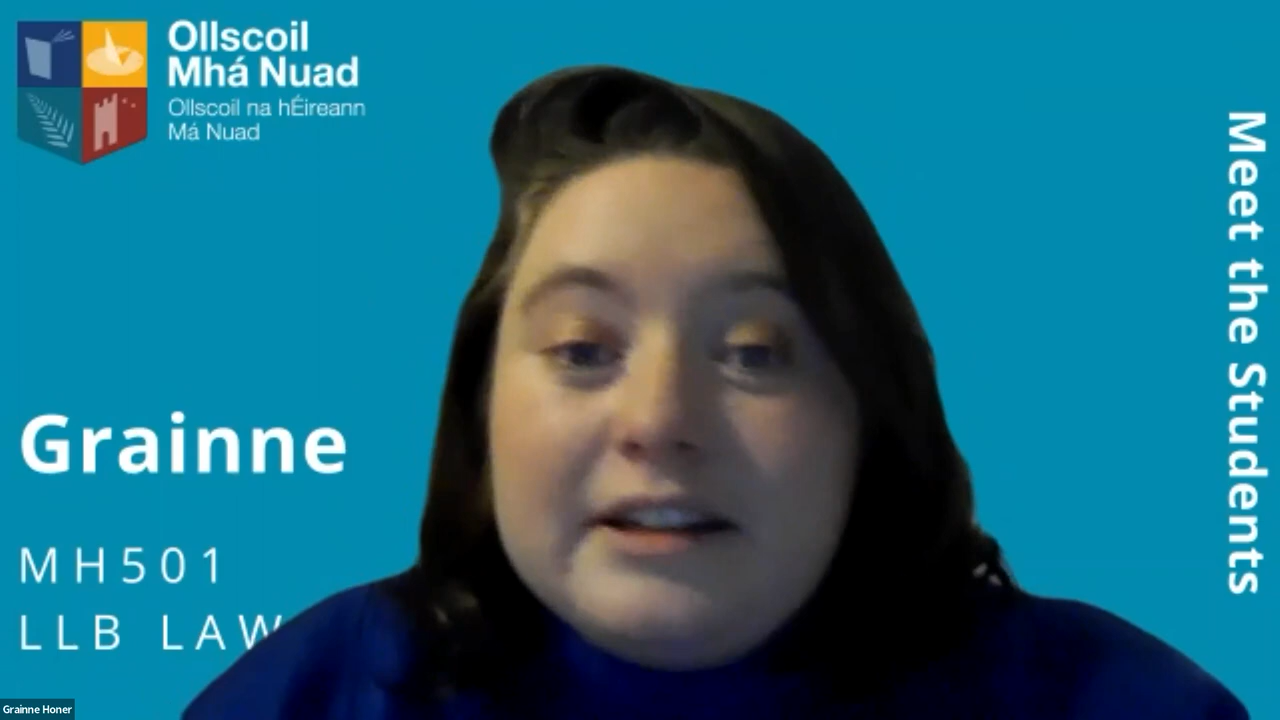 Ollscoil
Mhá Nuad
Ollscoil na hÉireann
Má Nuad
Meet the Students
Grainne
MH501
LLB LAW
Grainne Honer